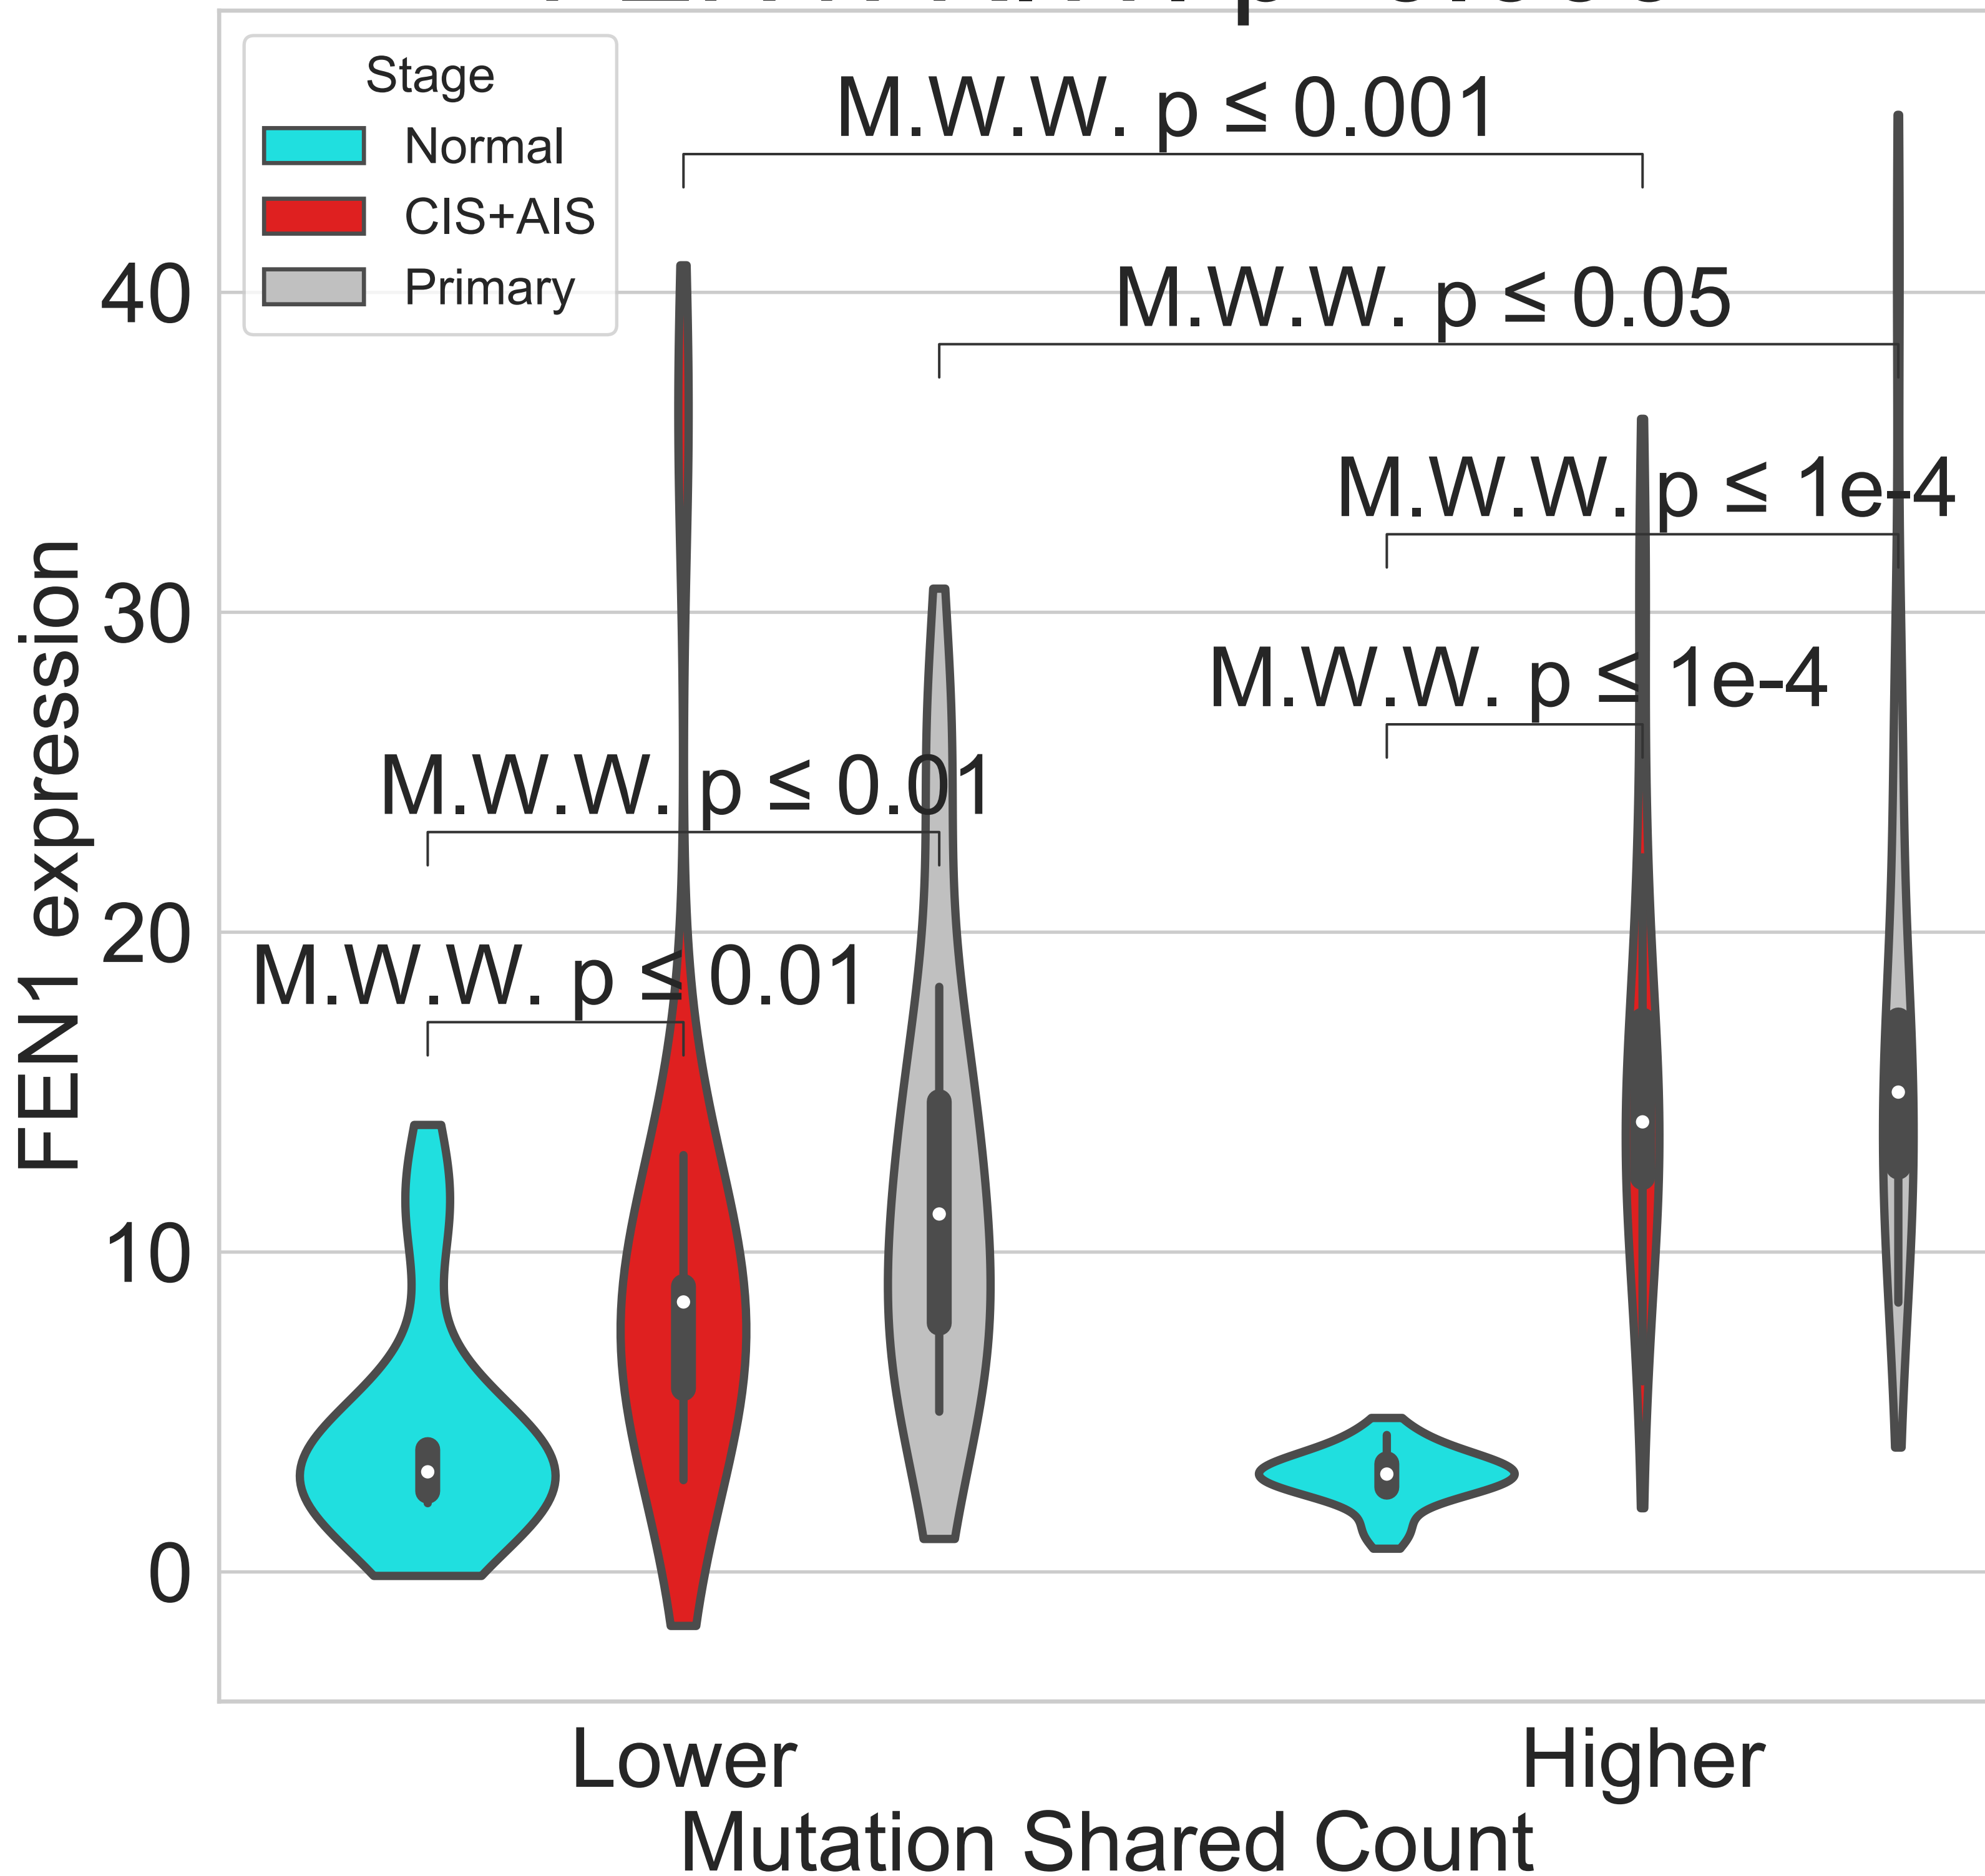 Stage
Normal
CIS+AIS
Primary
M.W.W. p ≤ 0.001
M.W.W. p ≤ 0.05
M.W.W. p ≤ 1e-4
M.W.W. p ≤ 1e-4
M.W.W. p ≤ 0.01
M.W.W. p ≤ 0.01
40
30
20
10
0
FEN1 expression
Lower
Higher
Mutation Shared Count